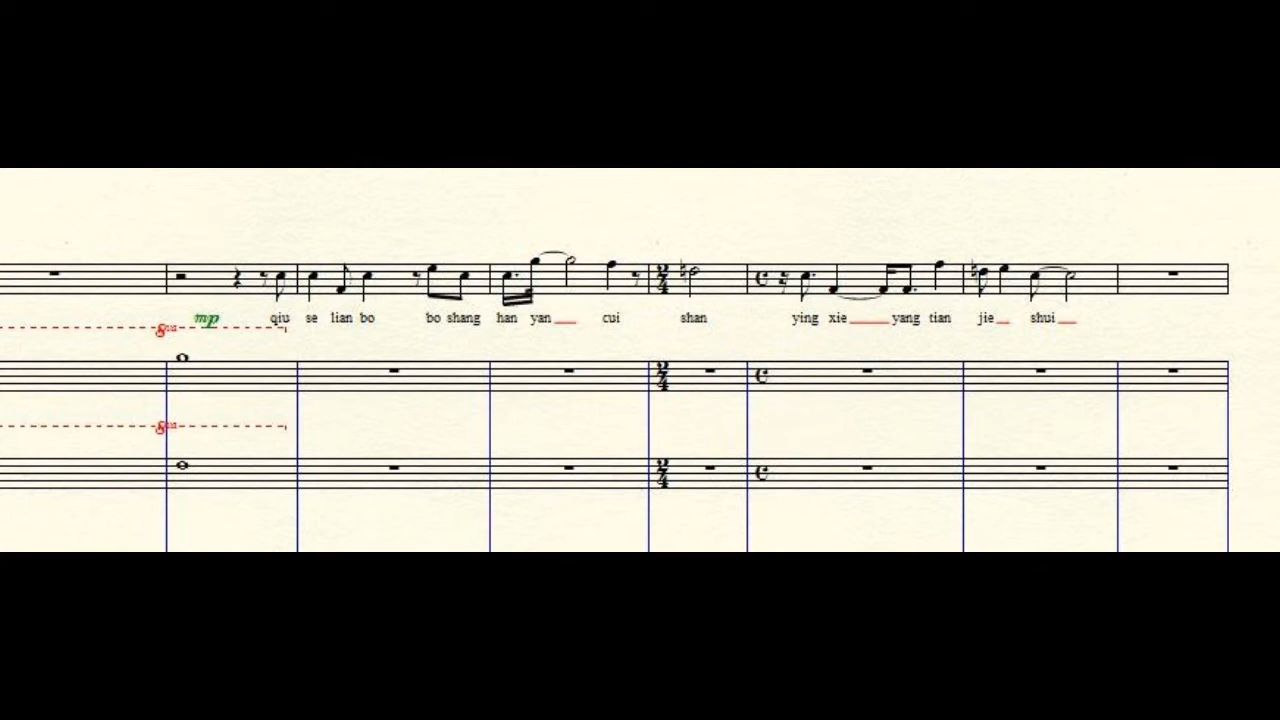 qiu se lian bo bo shang han yan cui shan ying xie yang tian jie shui
mp
8va
8va